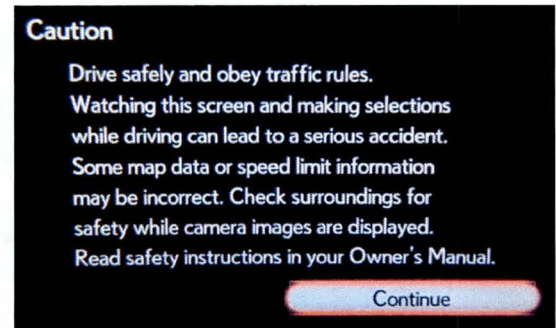 Caution
Drive safely and obey traffic rules.
Watching this screen and making selections
while driving can lead to a serious accident.
Some map data or speed limit information
may be incorrect. Check surroundings for
safety while camera images are displayed.
Read safety instructions in your Owner's Manual.
Continue